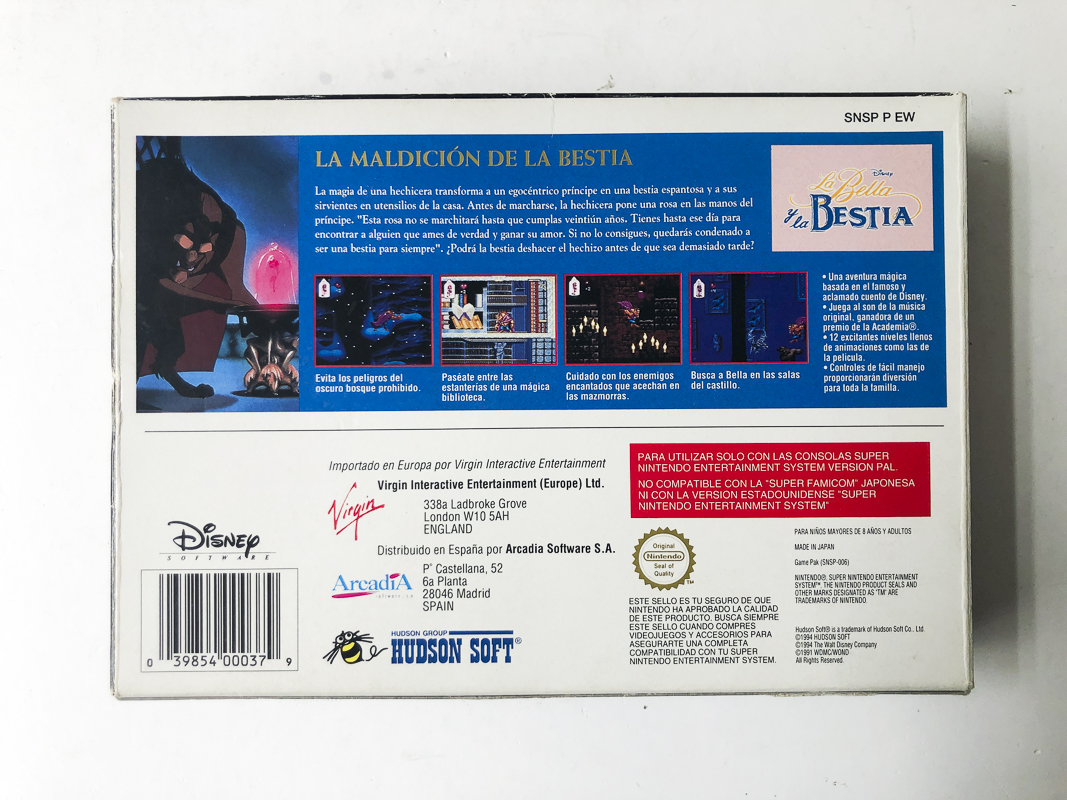 SNSP P EW
LA MALDICIÓN DE LA BESTIA
La magia de una hechicera transforma a un egocéntrico príncipe en una bestia espantosa y a sus
sirvientes en utensilios de la casa. Antes de marcharse, la hechicera pone una rosa en las manos del
príncipe. "Esta rosa no se marchitará hasta que cumplas veintiún años. Tienes hasta ese día para
encontrar a alguien que ames de verdad y ganar su amor. Si no lo consigues, quedarás condenado a
ser una bestia para siempre". ¿Podrá la bestia deshacer el hechizo antes de que sea demasiado tarde?
Disney
La Bella
y la BESTIA
Evita los peligros del
oscuro bosque prohibido.
Paséate entre las
estanterias de una mágica
biblioteca.
Cuidado con los enemigos
encantados que acechan en
las mazmorras.
Busca a Bella en las salas
del castillo.
• Una aventura mágica
basada en el famoso y
aclamado cuento de Disney.
• Juega al son de la música
original, ganadora de un
premio de la Academia®.
• 12 excitantes niveles llenos
de animaciones como las de
la pelicula.
• Controles de fácil manejo
proporcionarán diversión
para toda la familla.
Importado en Europa por Virgin Interactive Entertainment
Virgin
Virgin Interactive Entertainment (Europe) Ltd.
338a Ladbroke Grove
London W10 5AH
ENGLAND
Distribuido en España por Arcadia Software S.A.
ArcadiA
software, s.a.
Pº Castellana, 52
6a Planta
28046 Madrid
SPAIN
HUDSON GROUP
HUDSON SOFT®
Disney
SOFTWARE
0 39854 00037 9
PARA UTILIZAR SOLO CON LAS CONSOLAS SUPER
NINTENDO ENTERTAINMENT SYSTEM VERSION PAL.
NO COMPATIBLE CON LA "SUPER FAMICOM" JAPONESA
NI CON LA VERSION ESTADOUNIDENSE "SUPER
NINTENDO ENTERTAINMENT SYSTEM"
Original
Nintendo
Seal of
Quality
TM
ESTE SELLO ES TU SEGURO DE QUE
NINTENDO HA APROBADO LA CALIDAD
DE ESTE PRODUCTO. BUSCA SIEMPRE
ESTE SELLO CUANDO COMPRES
VIDEOJUEGOS Y ACCESORIOS PARA
ASEGURARTE UNA COMPLETA
COMPATIBILIDAD CON TU SUPER
NINTENDO ENTERTAINMENT SYSTEM.
PARA NIÑOS MAYORES DE 8 AÑOS Y ADULTOS
MADE IN JAPAN
Game Pak (SNSP-006)
NINTENDO®, SUPER NINTENDO ENTERTAINMENT
SYSTEM™, THE NINTENDO PRODUCT SEALS AND
OTHER MARKS DESIGNATED AS 'TM' ARE
TRADEMARKS OF NINTENDO.
Hudson Soft® is a trademark of Hudson Soft Co., Ltd.
©1994 HUDSON SOFT
©1994 The Walt Disney Company
©1991 WDMC/WOND
All Rights Reserved.